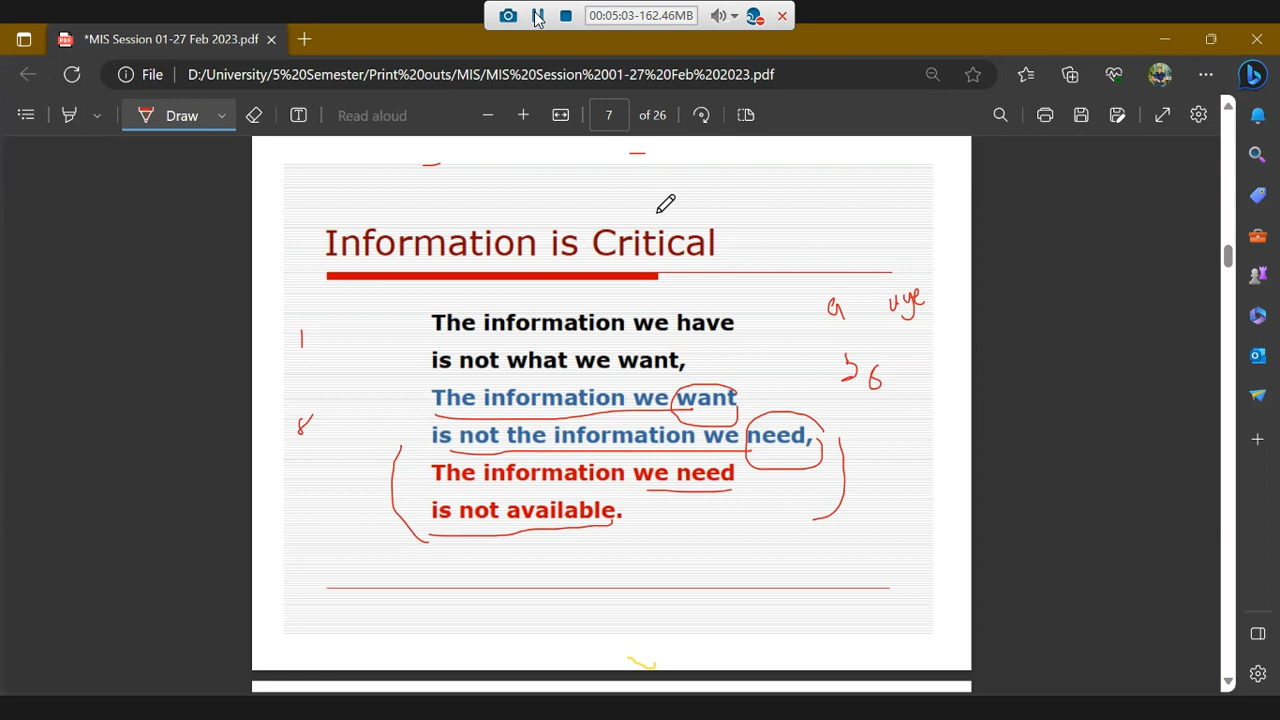 00:05:03-162.46MB
*MIS Session 01-27 Feb 2023.pdf
File D:/University/5%20Semester/Print%20outs/MIS/MIS%20Session%2001-27%20Feb%202023.pdf
Draw Read aloud 7 of 26
Information is Critical
The information we have
is not what we want,
The information we want
is not the information we need,
The information we need
is not available.